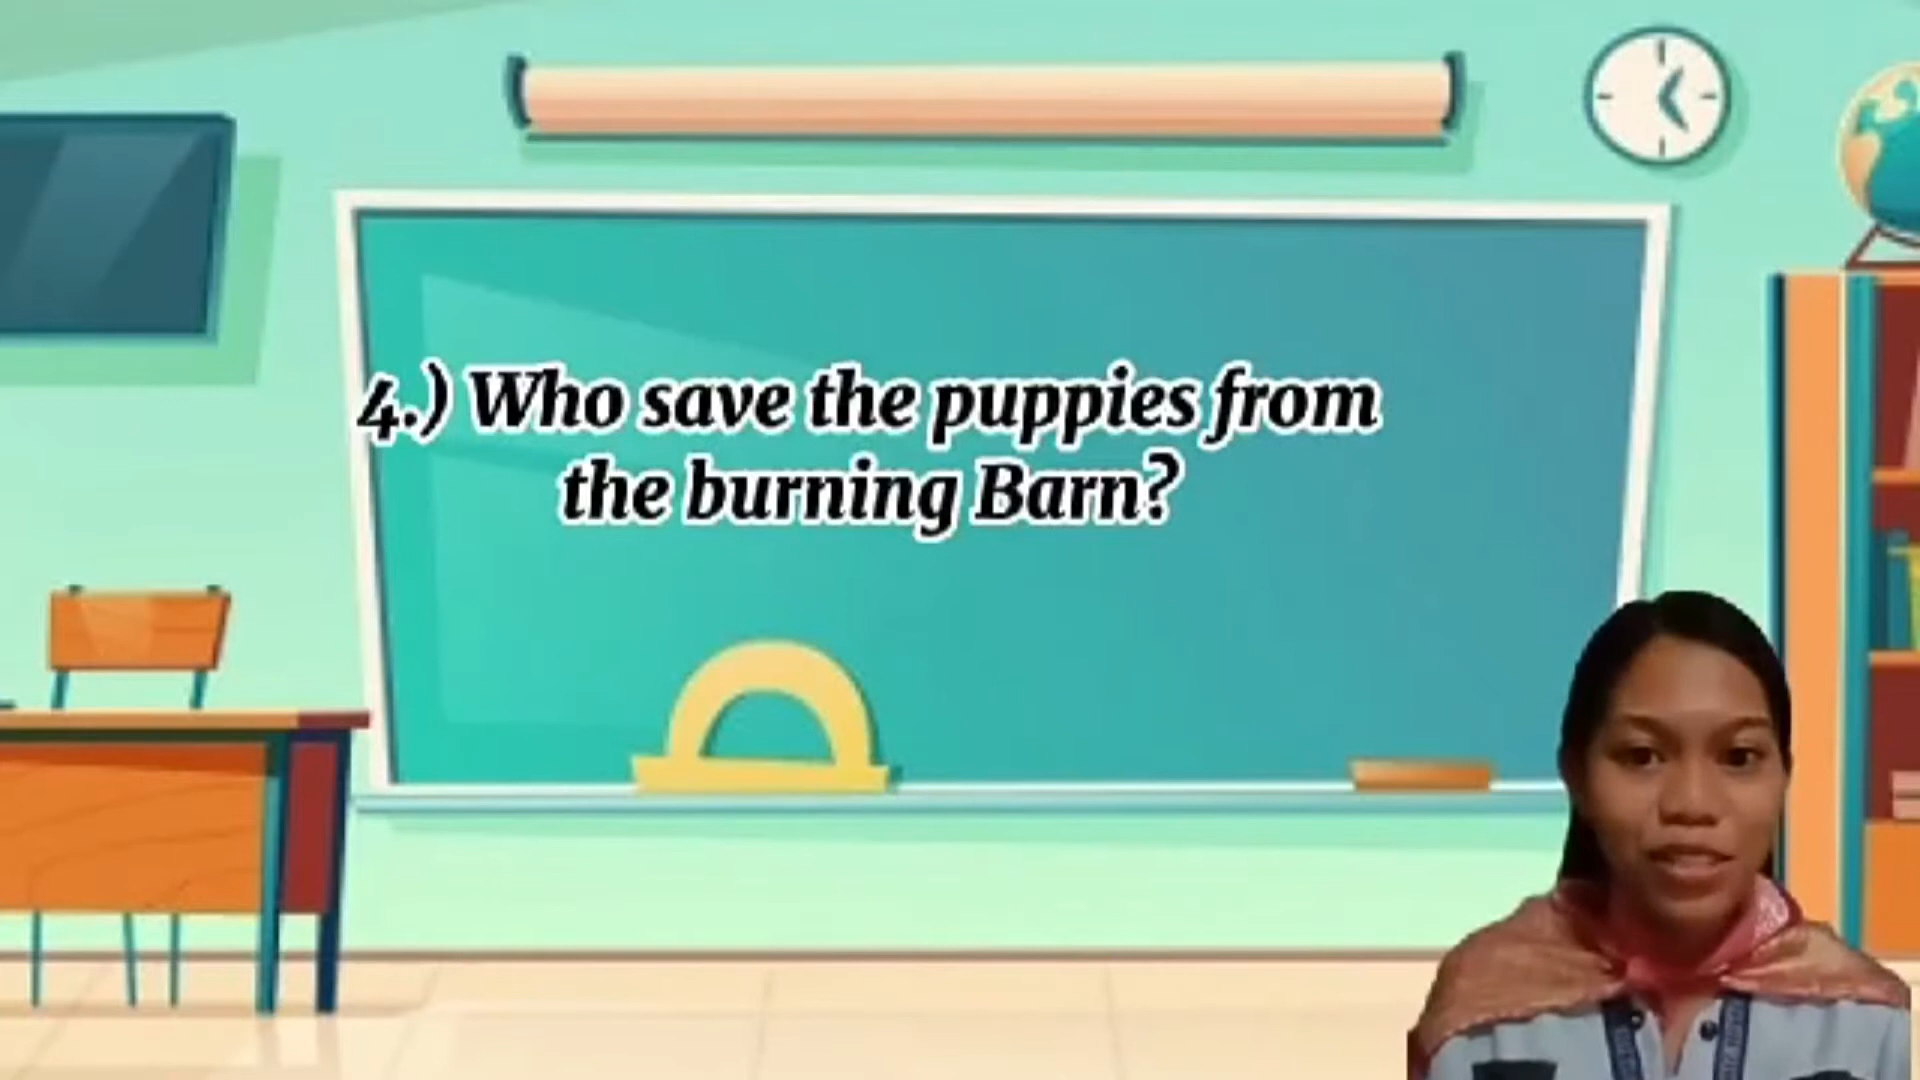 4.) Who save the puppies from
the burning Barn?